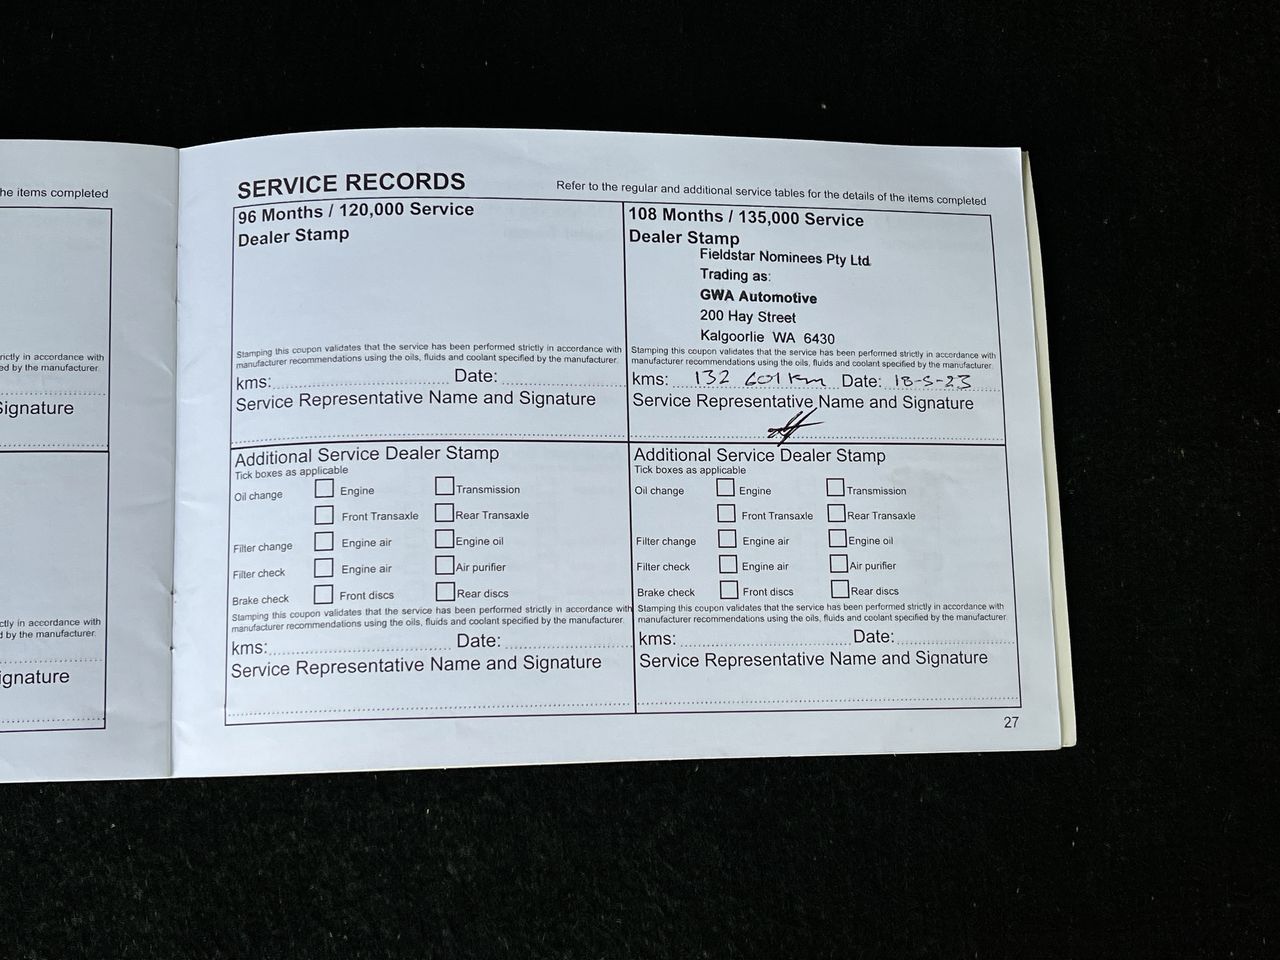 he items completed
rictly in accordance with
ed by the manufacturer.
Signature
ctly in accordance with
d by the manufacturer.
ignature
SERVICE RECORDS
Refer to the regular and additional service tables for the details of the items completed
96 Months / 120,000 Service
Dealer Stamp
Stamping this coupon validates that the service has been performed strictly in accordance with
manufacturer recommendations using the oils, fluids and coolant specified by the manufacturer.
kms: Date:
Service Representative Name and Signature
Additional Service Dealer Stamp
Tick boxes as applicable
Oil change Engine Transmission
Front Transaxle Rear Transaxle
Filter change Engine air Engine oil
Filter check Engine air Air purifier
Brake check Front discs Rear discs
Stamping this coupon validates that the service has been performed strictly in accordance with
manufacturer recommendations using the oils, fluids and coolant specified by the manufacturer.
kms: Date:
Service Representative Name and Signature
108 Months / 135,000 Service
Dealer Stamp
Fieldstar Nominees Pty Ltd
Trading as:
GWA Automotive
200 Hay Street
Kalgoorlie WA 6430
Stamping this coupon validates that the service has been performed strictly in accordance with
manufacturer recommendations using the oils, fluids and coolant specified by the manufacturer.
kms: 132 601 km Date: 18-5-23
Service Representative Name and Signature
Additional Service Dealer Stamp
Tick boxes as applicable
Oil change Engine Transmission
Front Transaxle Rear Transaxle
Filter change Engine air Engine oil
Filter check Engine air Air purifier
Brake check Front discs Rear discs
Stamping this coupon validates that the service has been performed strictly in accordance with
manufacturer recommendations using the oils, fluids and coolant specified by the manufacturer.
kms: Date:
Service Representative Name and Signature
27